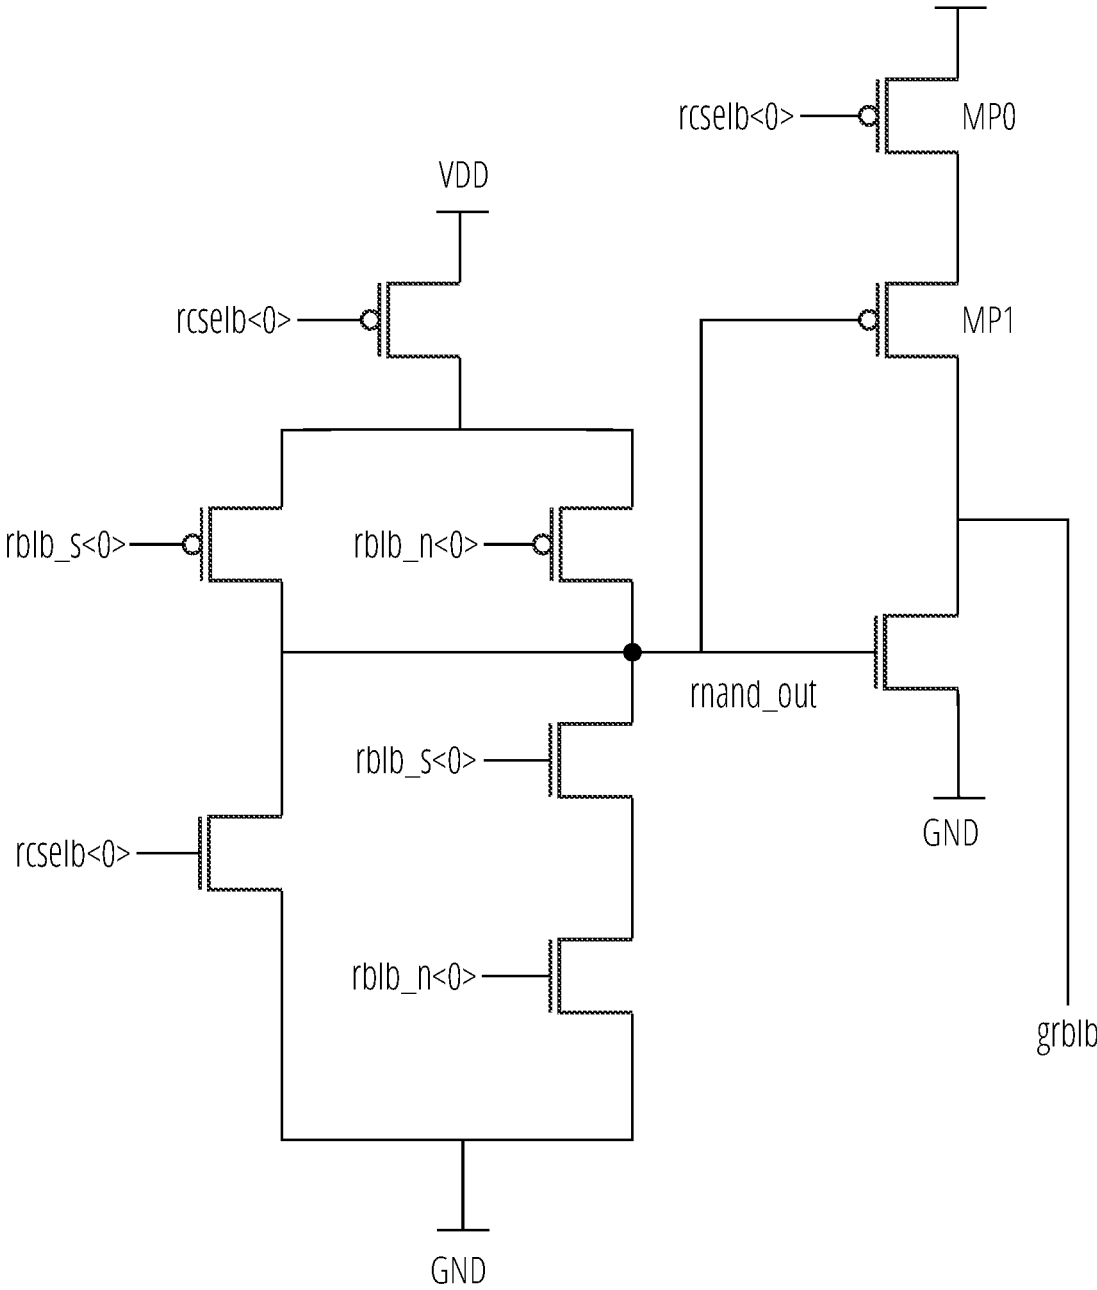 rcselb<0>
MP0
VDD
rcselb<0>
MP1
rblb_s<0>
rblb_n<0>
rnand_out
rblb_s<0>
GND
rcselb<0>
rblb_n<0>
grblb
GND